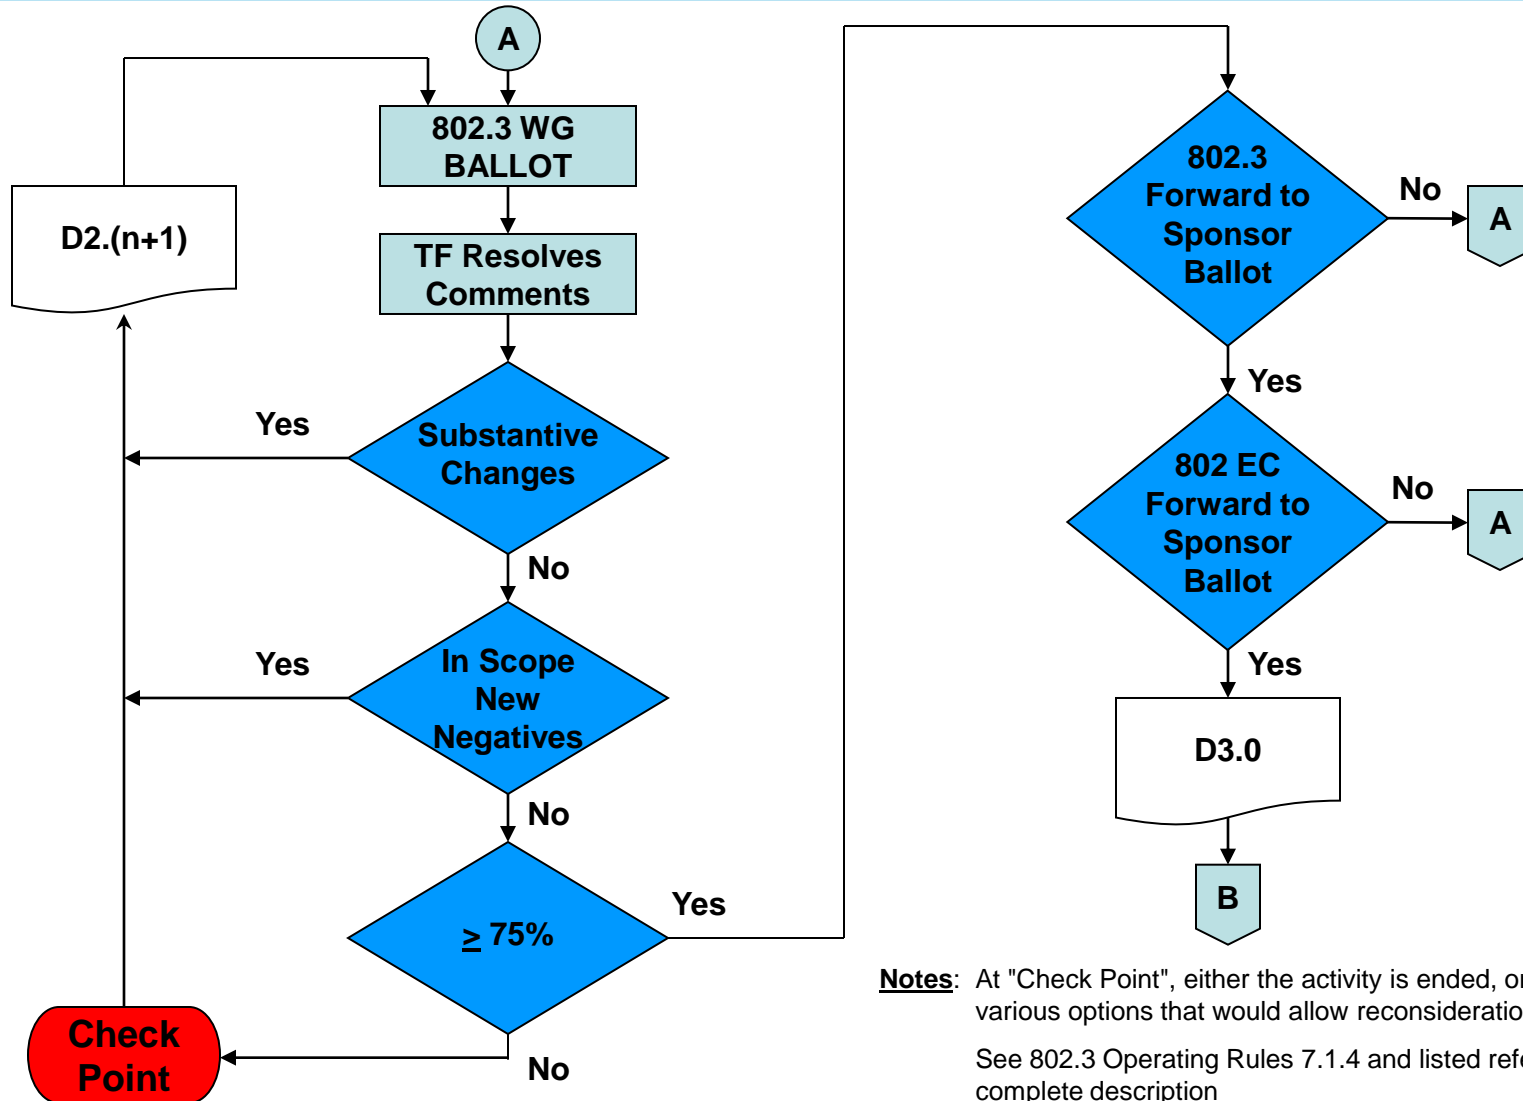 A
802.3 WG
BALLOT
D2.(n+1)
TF Resolves
Comments
Yes
Substantive
Changes
No
Yes
In Scope
New
Negatives
No
≥ 75%
Yes
No
Check
Point
802.3
Forward to
Sponsor
Ballot
No
A
Yes
802 EC
Forward to
Sponsor
Ballot
No
A
Yes
D3.0
B
Notes: At "Check Point", either the activity is ended, or
various options that would allow
See 802.3 Operating Rules 7.1.4 and listed
complete description